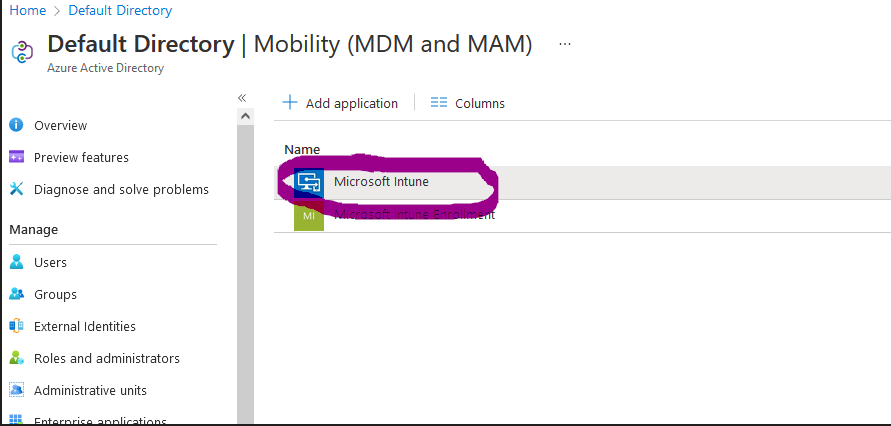 Home > Default Directory
Default Directory | Mobility (MDM and MAM) ...
Azure Active Directory
«
+ Add application
Columns
Overview
Preview features
Diagnose and solve problems
Manage
Users
Groups
External Identities
Roles and administrators
Administrative units
Enterprise applications
Name
Microsoft Intune
MI Microsoft Intune Enrollment